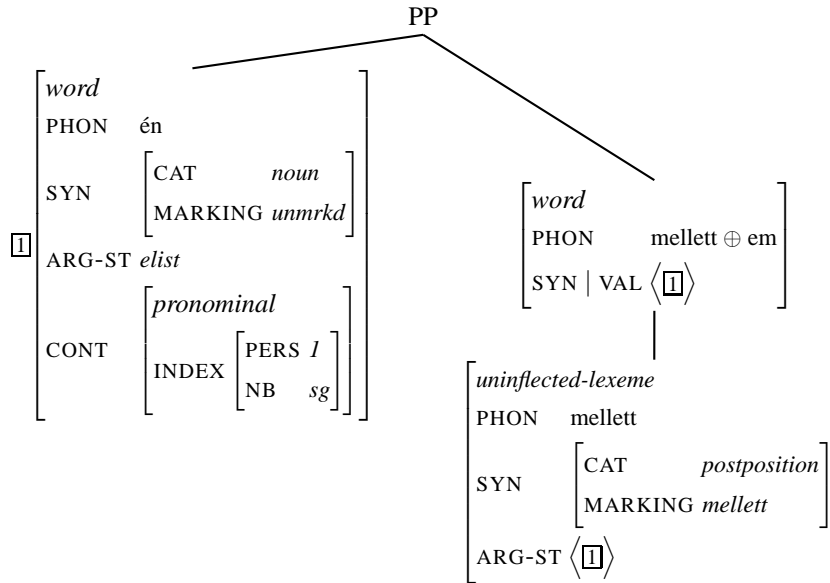 PP
word
PHON én
SYN
CAT noun
MARKING unmrkd
1
ARG-ST elist
CONT
pronominal
INDEX
PERS 1
NB sg
word
PHON mellett ⊕ em
SYN | VAL ⟨1⟩
uninflected-lexeme
PHON mellett
SYN
CAT postposition
MARKING mellett
ARG-ST ⟨1⟩